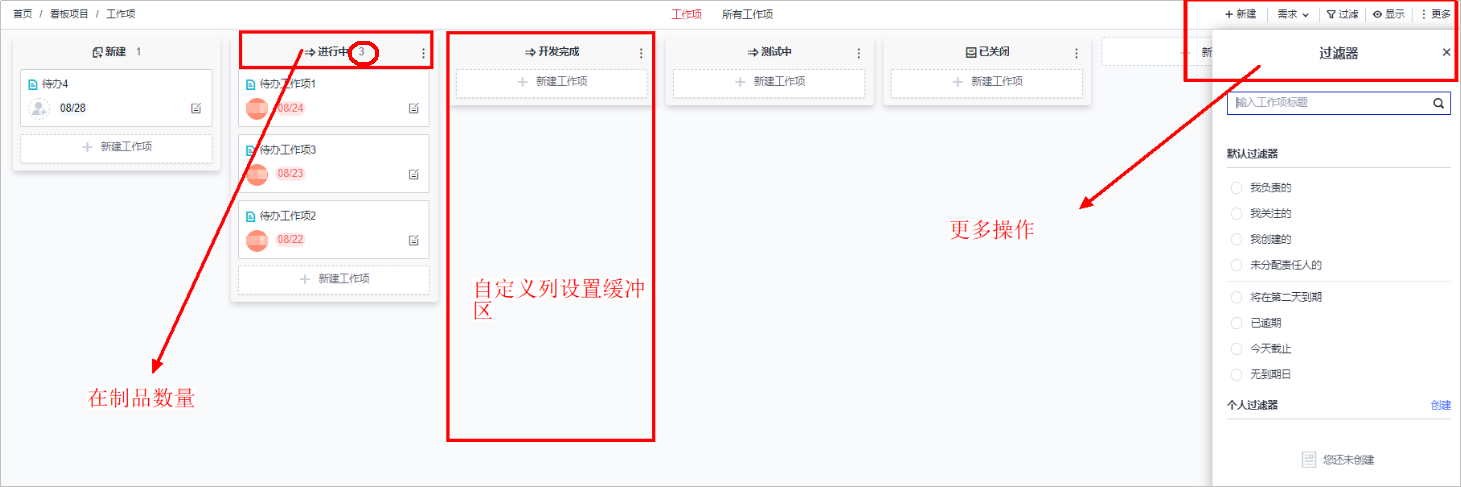 首页 / 看板项目 / 工作项
工作项 所有工作项
新建 需求 过滤 显示 更多
新建 1
待办4
08/28
新建工作项
进行中 3
待办工作项1
08/24
待办工作项3
08/23
待办工作项2
08/22
新建工作项
开发完成
新建工作项
测试中
新建工作项
已关闭
新建工作项
新
在制品数量
自定义列设置缓冲
区
更多操作
过滤器
输入工作项标题
默认过滤器
我负责的
我关注的
我创建的
未分配责任人的
将在第二天到期
已逾期
今天截止
无到期日
个人过滤器 创建
您还未创建